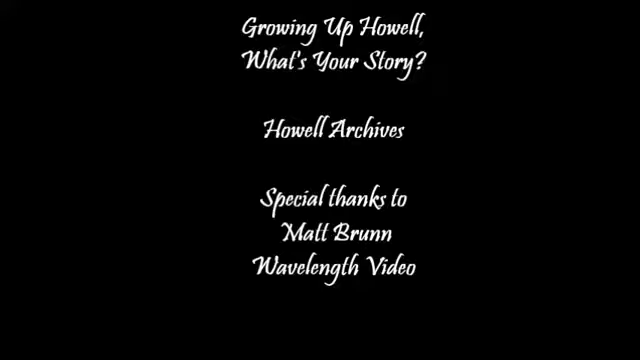 Growing Up Howell,
What's Your Story?
Howell Archives
Special thanks to
Matt Brunn
Wavelength Video